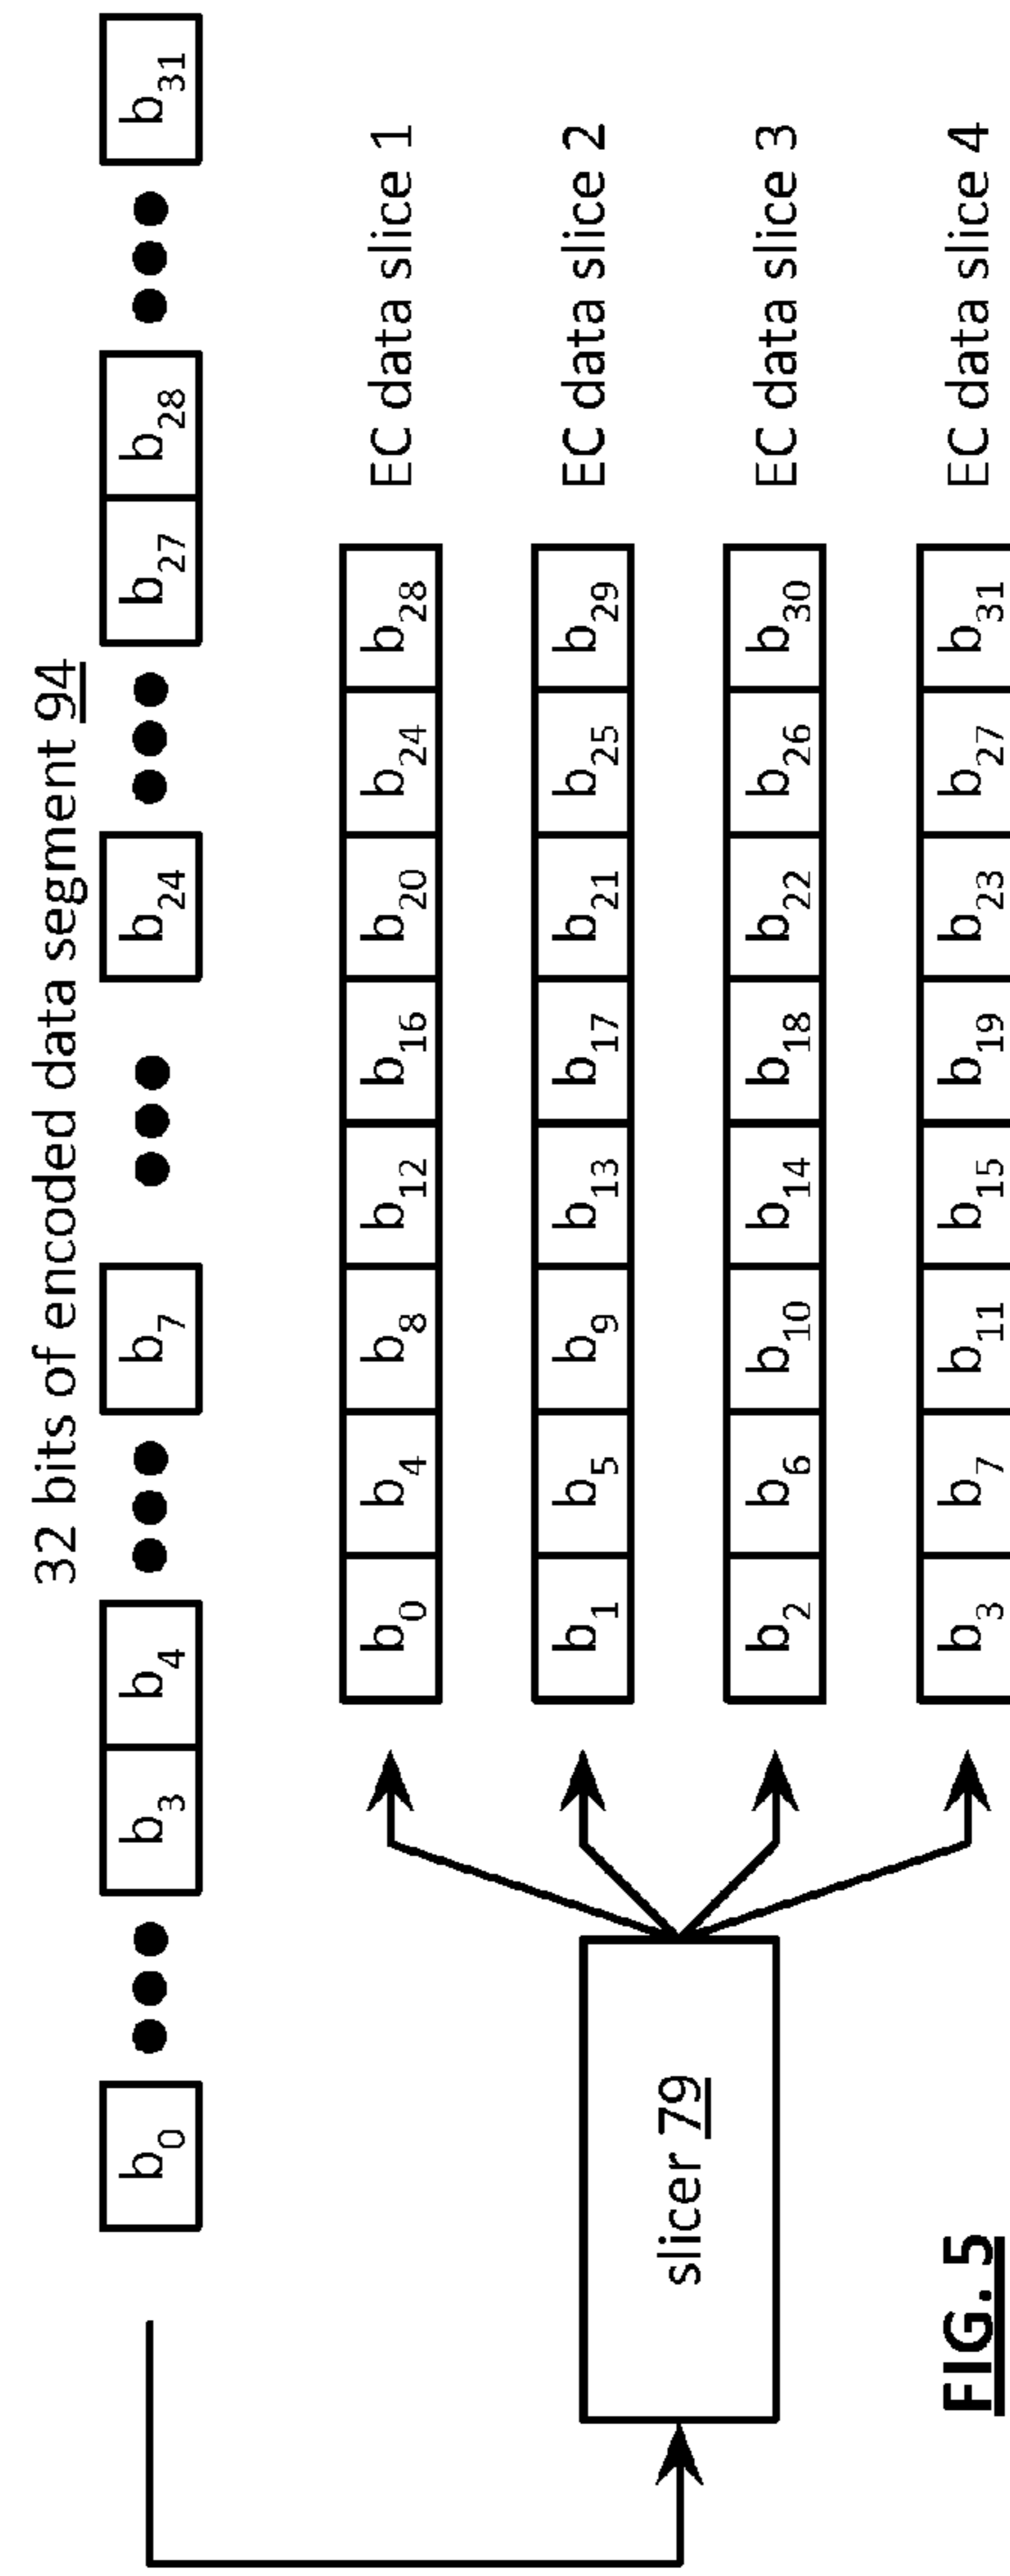 32 bits of encoded data segment 94
b0 ••• b3 b4 ••• b7 ••• b24 ••• b27 b28 ••• b31
b0 b4 b8 b12 b16 b20 b24 b28 EC data slice 1
b1 b5 b9 b13 b17 b21 b25 b29 EC data slice 2
slicer 79
b2 b6 b10 b14 b18 b22 b26 b30 EC data slice 3
b3 b7 b11 b15 b19 b23 b27 b31 EC data slice 4
FIG. 5